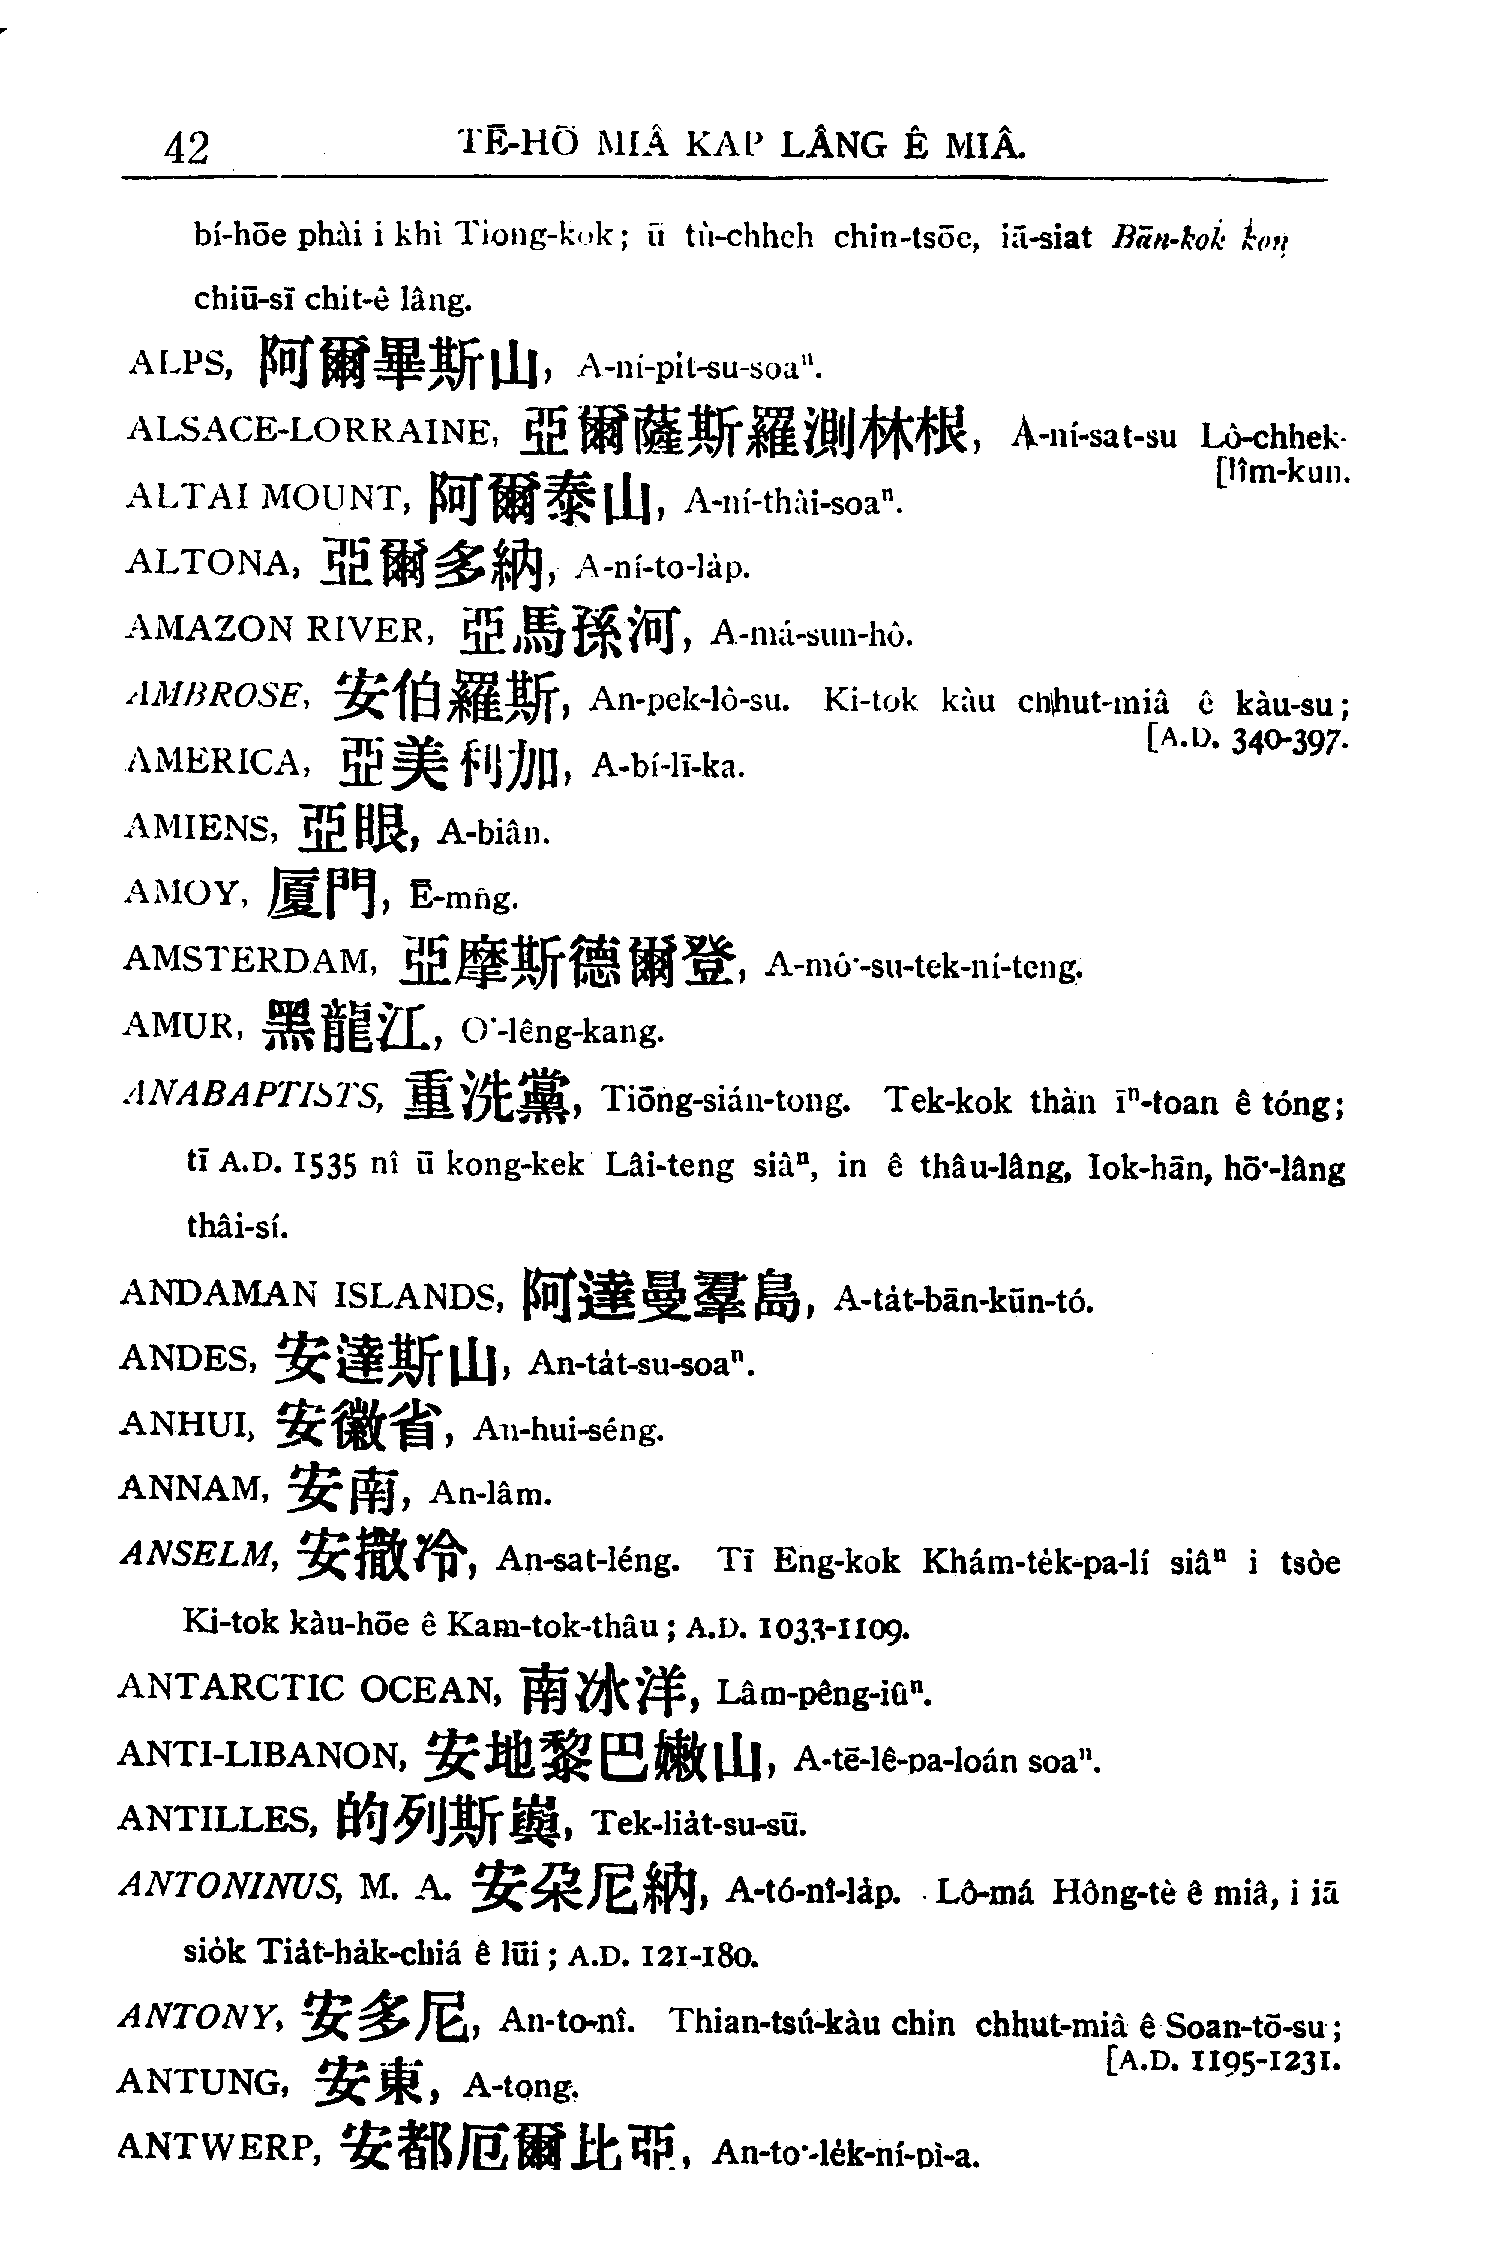 42 TĒ-HŌ MIÂ KAP LÂNG Ê MIÂ.
bí-hōe phài i khì Tiong-kok; ū tù-chheh chin-tsōe, iā-siat Bān-kok kong
chiū-sī chit-ê lâng.
ALPS, 阿爾畢斯山, A-ní-pit-su-soaⁿ.
ALSACE-LORRAINE, 亞爾薩斯羅測林根, A-ní-sat-su Lô-chhek-
[lîm-kun.
ALTAI MOUNT, 阿爾泰山, A-ní-thài-soaⁿ.
ALTONA, 亞爾多納, A-ní-to-la̍p.
AMAZON RIVER, 亞馬孫河, A-má-sun-hô.
AMBROSE, 安伯羅斯, An-pek-lô-su. Ki-tok kàu chhut-miâ ê kàu-su;
[A.D. 340-397.
AMERICA, 亞美利加, A-bí-lī-ka.
AMIENS, 亞眼, A-biân.
AMOY, 厦門, Ē-mn̂g.
AMSTERDAM, 亞摩斯德爾登, A-mô͘-su-tek-ní-teng.
AMUR, 黑龍江, O͘-lêng-kang.
ANABAPTISTS, 重洗黨, Tiōng-sián-tong. Tek-kok thàn īⁿ-toan ê tóng;
tī A.D. 1535 nî ū kong-kek Lâi-teng siâⁿ, in ê thâu-lâng, Iok-hān, hō͘-lâng
thâi-sí.
ANDAMAN ISLANDS, 阿達曼羣島, A-ta̍t-bān-kūn-tó.
ANDES, 安達斯山, An-ta̍t-su-soaⁿ.
ANHUI, 安徽省, An-hui-séng.
ANNAM, 安南, An-lâm.
ANSELM, 安撒冷, An-sat-léng. Tī Eng-kok Khám-te̍k-pa-lí siâⁿ i tsòe
Ki-tok kàu-hōe ê Kam-tok-thâu; A.D. 1033-1109.
ANTARCTIC OCEAN, 南冰洋, Lâm-pêng-iûⁿ.
ANTI-LIBANON, 安地黎巴嫩山, A-tē-lê-pa-loán soaⁿ.
ANTILLES, 的列斯嶼, Tek-lia̍t-su-sū.
ANTONINUS, M. A. 安朶尼納, A-tó-nî-la̍p. Lô-má Hông-tè ê miâ, i iā
sio̍k Tia̍t-ha̍k-chiá ê lūi; A.D. 121-180.
ANTONY, 安多尼, An-to-nî. Thian-tsú-kàu chin chhut-miâ ê Soan-tō-su;
[A.D. 1195-1231.
ANTUNG, 安東, A-tong.
ANTWERP, 安都厄爾比亞, An-to͘-le̍k-ní-pì-a.